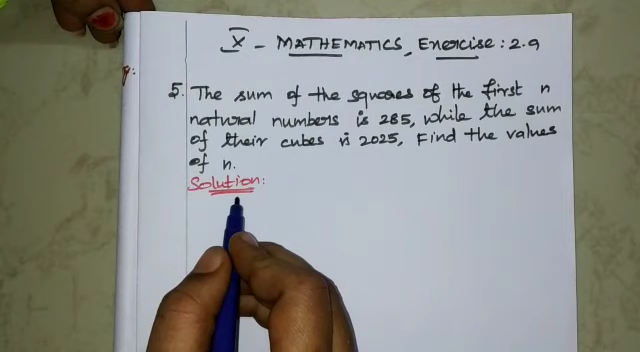 X - MATHEMATICS, Exercise: 2.9
5. The sum of the squares of the first n
natural numbers is 285, while the sum
of their cubes is 2025, Find the values
of n.
Solution: